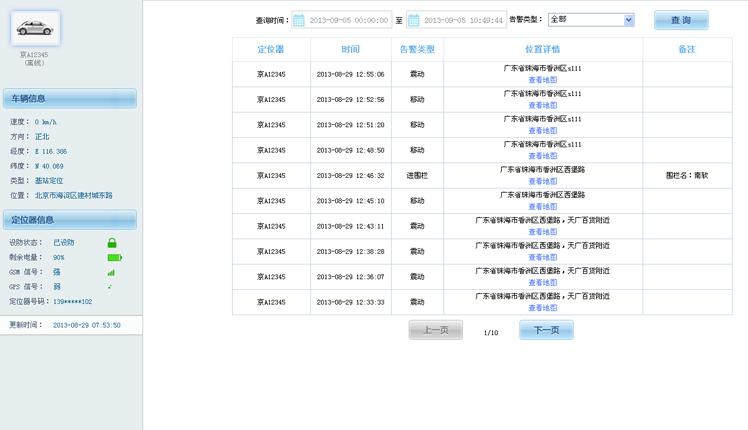 京A12345
(离线)
车辆信息
速度： 0 km/h
方向： 正北
经度： E 116.386
纬度： N 40.069
类型： 基站定位
位置： 北京市海淀区建材城东路
定位器信息
设防状态： 已设防
剩余电量： 90%
GSM 信号： 强
GPS 信号： 弱
定位器号码： 139*****102
更新时间： 2013-08-29 07:53:50
查询时间： 2013-09-05 00:00:00 至 2013-09-05 10:49:44 告警类型： 全部 查 询
定位器 时间 告警类型 位置详情 备注
京A12345 2013-08-29 12:55:06 震动 广东省珠海市香洲区s111
查看地图
京A12345 2013-08-29 12:52:56 移动 广东省珠海市香洲区s111
查看地图
京A12345 2013-08-29 12:51:20 移动 广东省珠海市香洲区s111
查看地图
京A12345 2013-08-29 12:48:50 移动 广东省珠海市香洲区s111
查看地图
京A12345 2013-08-29 12:46:32 进围栏 广东省珠海市香洲区西堡路 围栏名：南软
查看地图
京A12345 2013-08-29 12:45:10 移动 广东省珠海市香洲区西堡路
查看地图
京A12345 2013-08-29 12:43:11 震动 广东省珠海市香洲区西堡路，天广百货附近
查看地图
京A12345 2013-08-29 12:38:28 震动 广东省珠海市香洲区西堡路，天广百货附近
查看地图
京A12345 2013-08-29 12:36:07 震动 广东省珠海市香洲区西堡路，天广百货附近
查看地图
京A12345 2013-08-29 12:33:33 震动 广东省珠海市香洲区西堡路，天广百货附近
查看地图
上一页 1/10 下一页